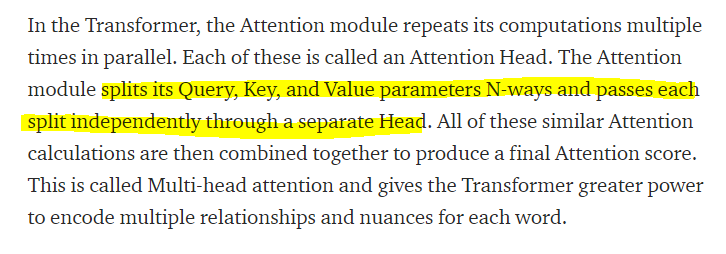 In the Transformer, the Attention module repeats its computations multiple
times in parallel. Each of these is called an Attention Head. The Attention
module splits its Query, Key, and Value parameters N-ways and passes each
split independently through a separate Head. All of these similar Attention
calculations are then combined together to produce a final Attention score.
This is called Multi-head attention and gives the Transformer greater power
to encode multiple relationships and nuances for each word.